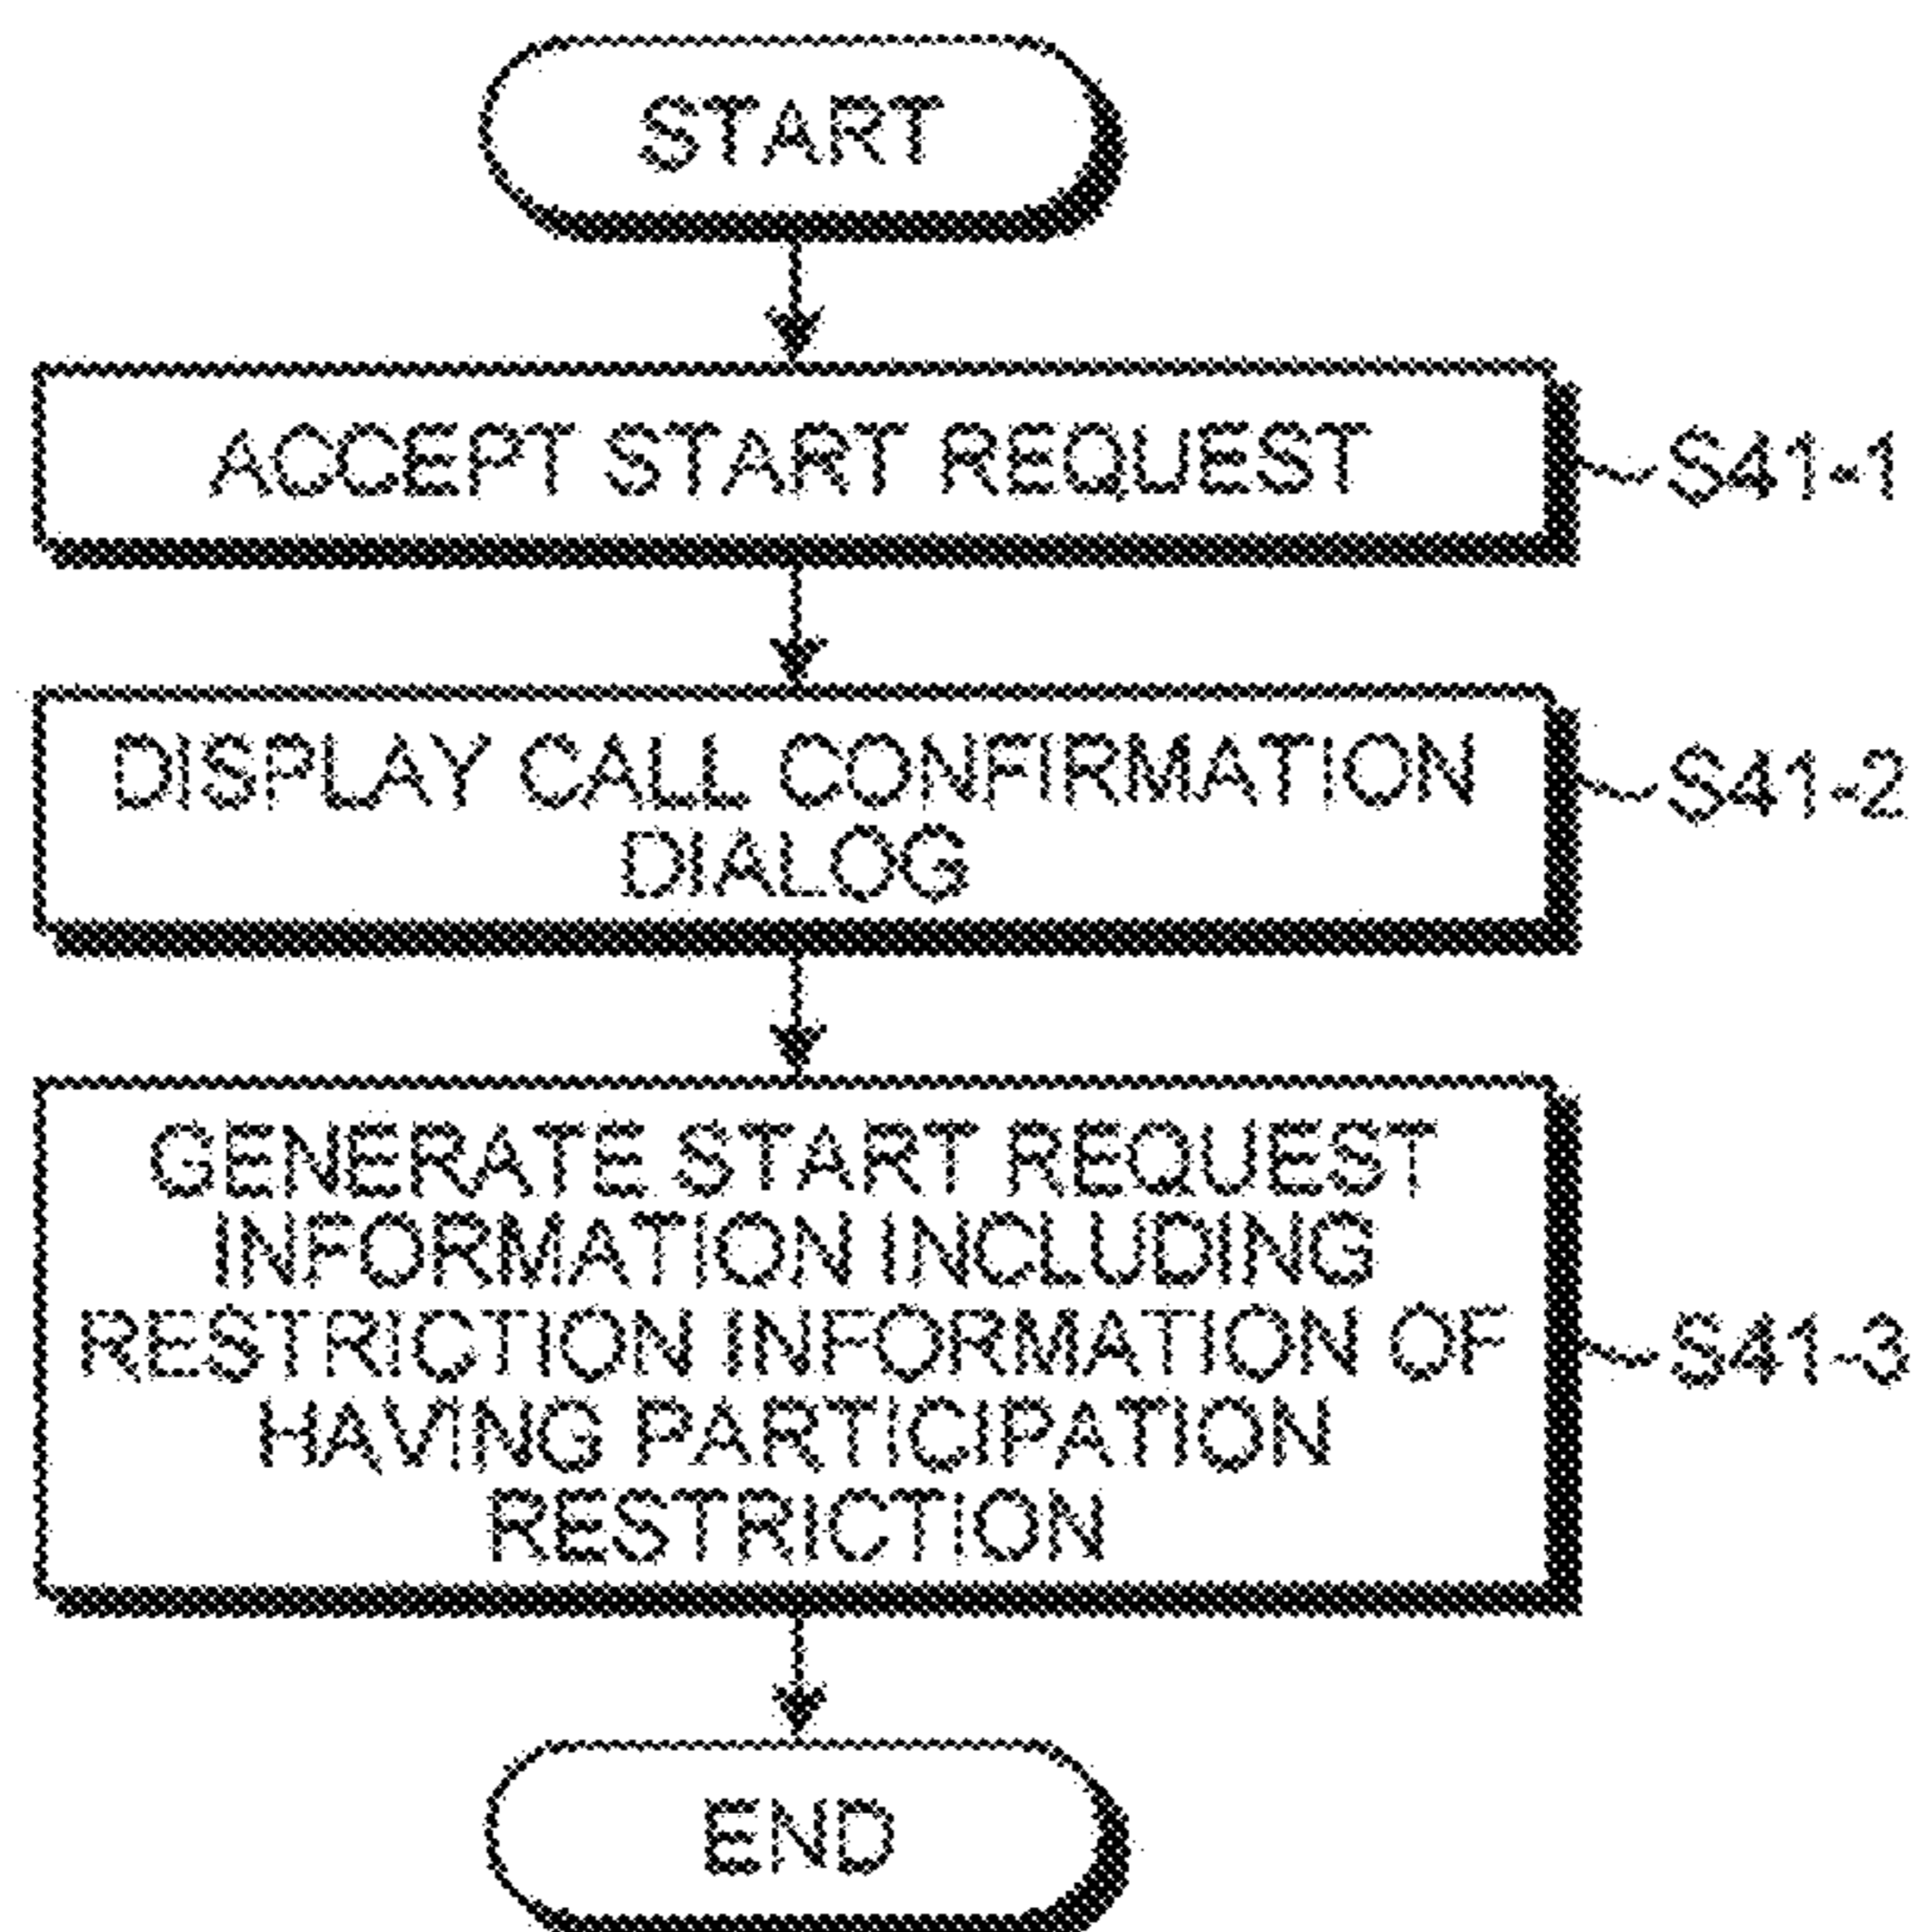 START
ACCEPT START REQUEST
S41-1
DISPLAY CALL CONFIRMATION
DIALOG
S41-2
GENERATE START REQUEST
INFORMATION INCLUDING
RESTRICTION INFORMATION OF
HAVING PARTICIPATION
RESTRICTION
S41-3
END